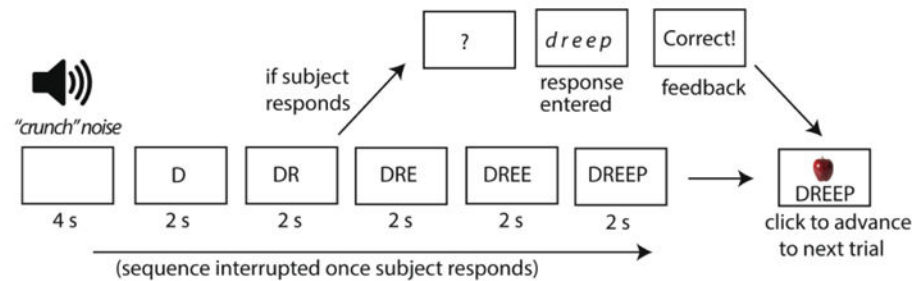 ?
dreep
Correct!
if subject
responds
response
entered
feedback
"crunch" noise
D
DR
DRE
DREE
DREEP
DREEP
4 s
2 s
2 s
2 s
2 s
2 s
click to advance
to next trial
(sequence interrupted once subject responds)